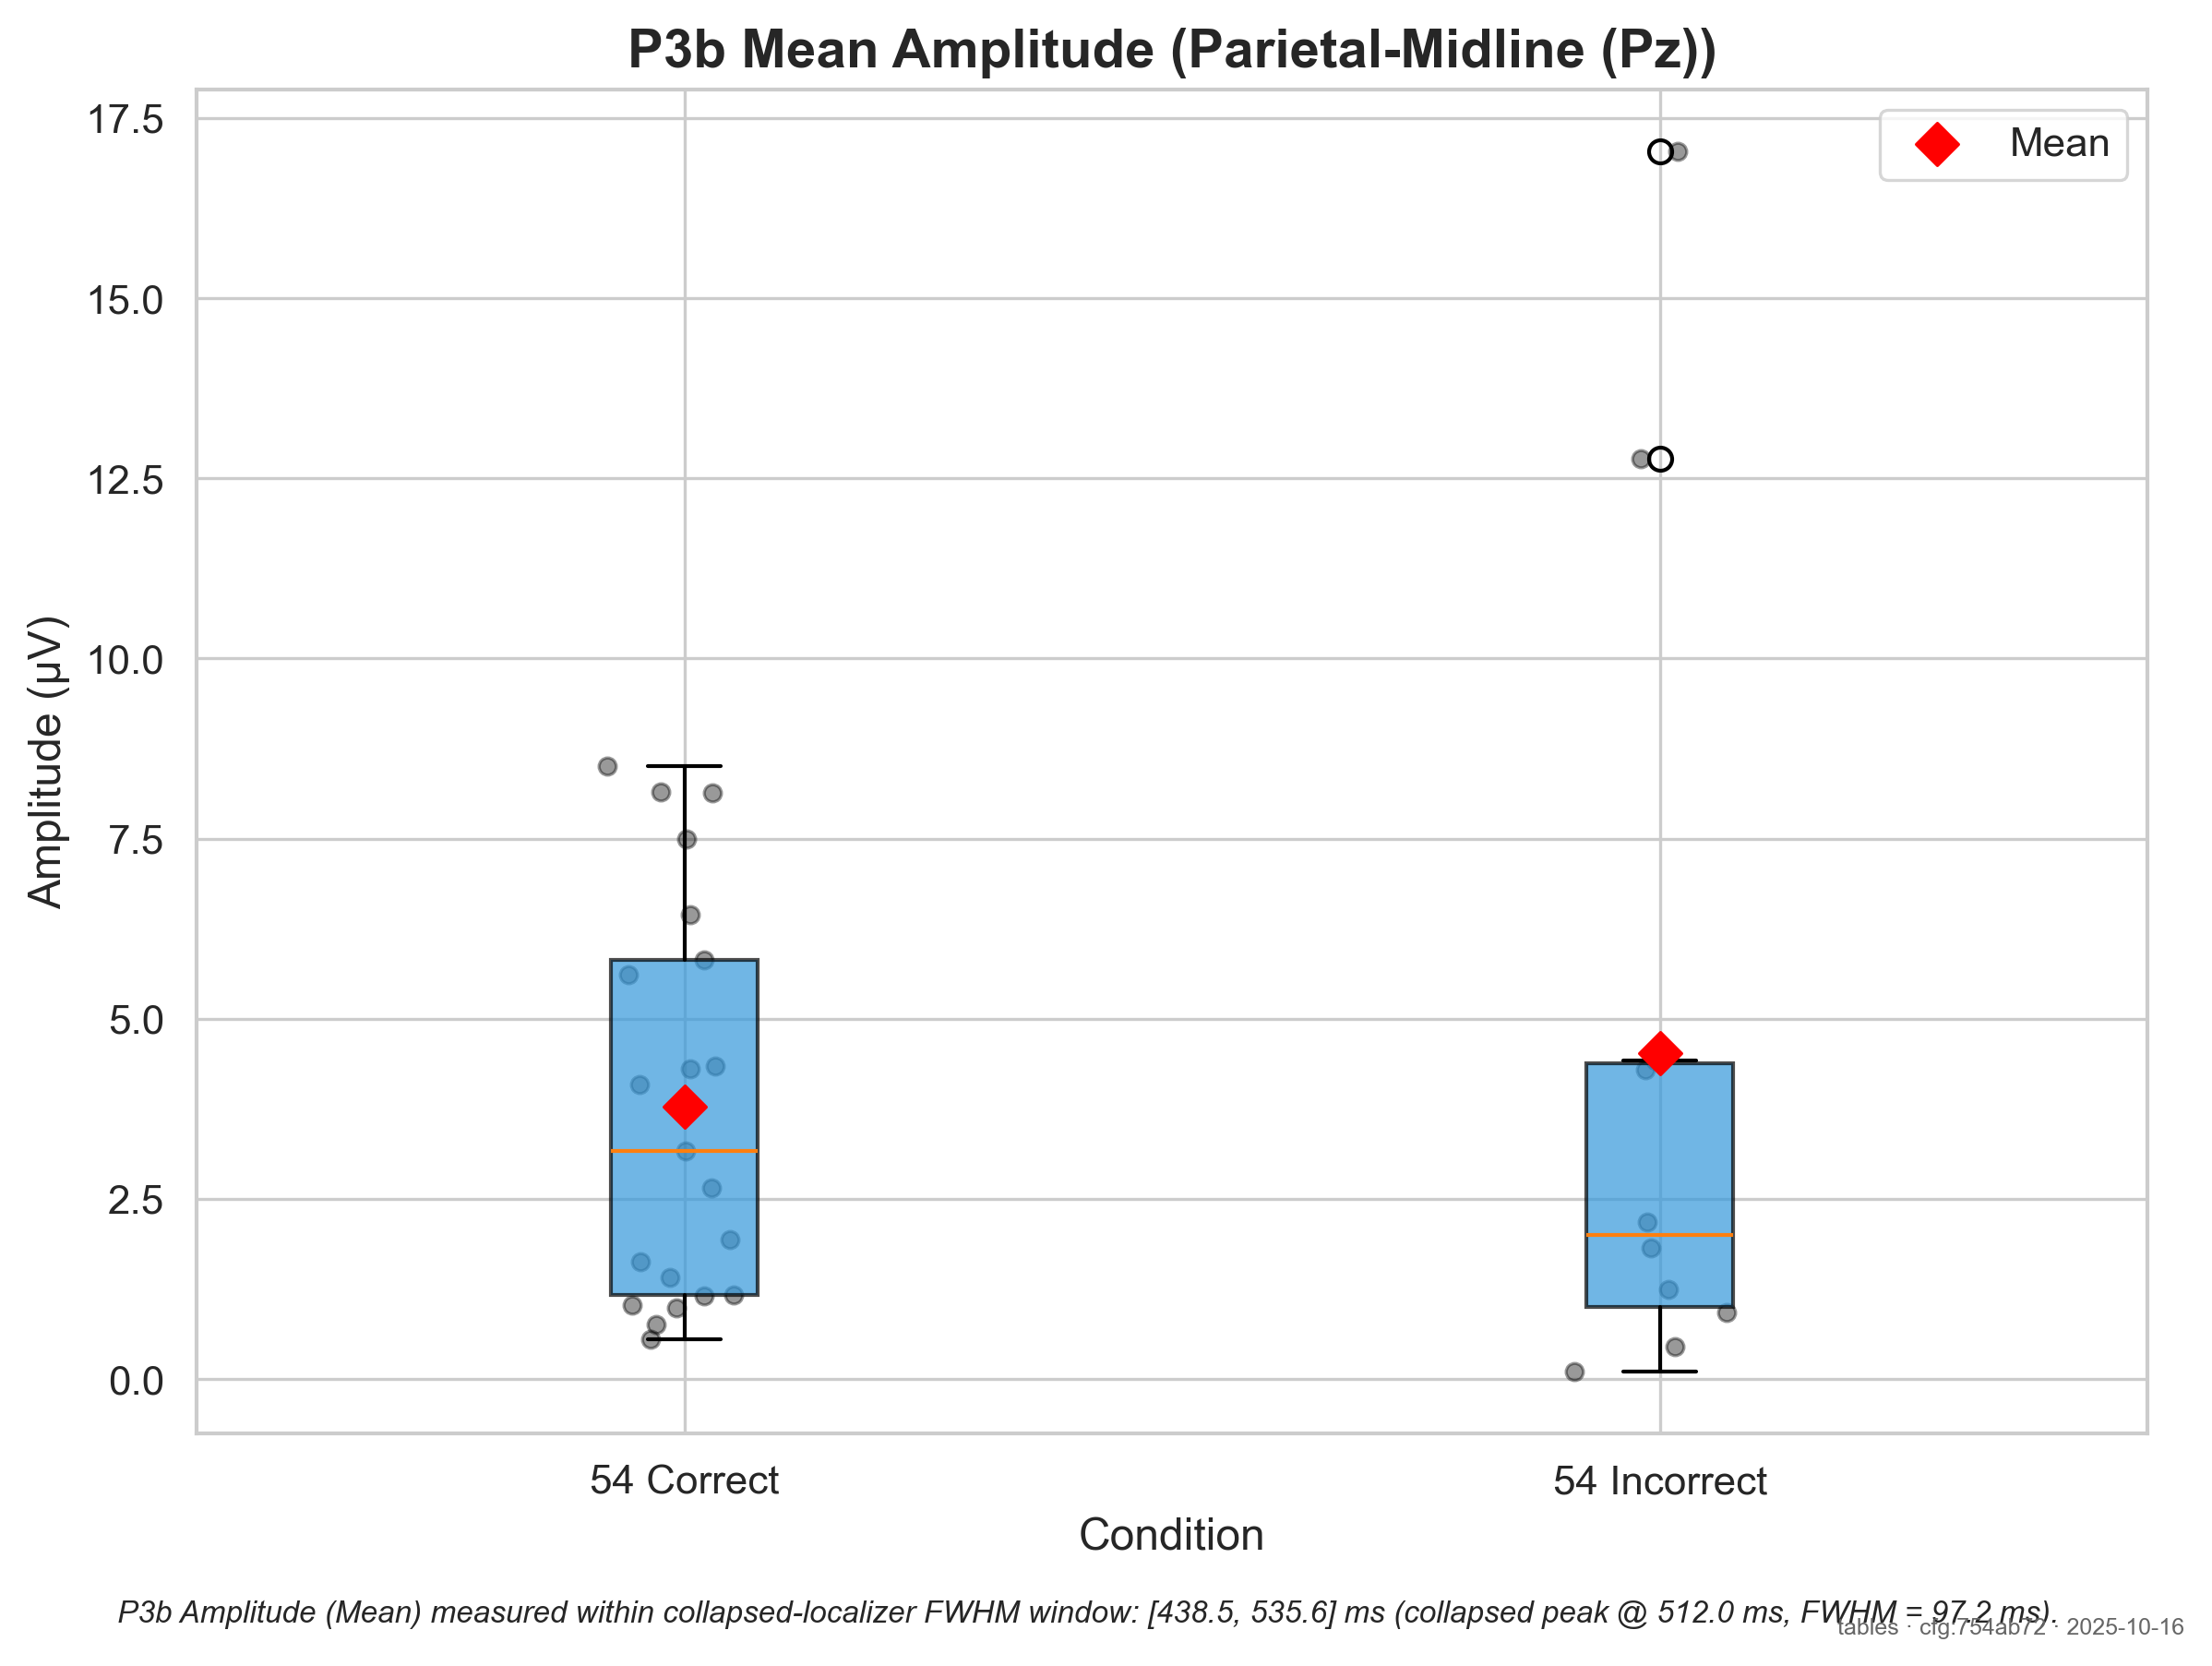 P3b Mean Amplitude (Parietal-Midline (Pz))
Mean
17.5
15.0
12.5
10.0
7.5
5.0
2.5
0.0
Amplitude (µV)
54 Correct
54 Incorrect
Condition
P3b Amplitude (Mean) measured within collapsed-localizer FWHM window: [438.5, 535.6] ms (collapsed peak @ 512.0 ms, FWHM = 97.2 ms).
tables · cfg:754ab72 · 2025-10-16